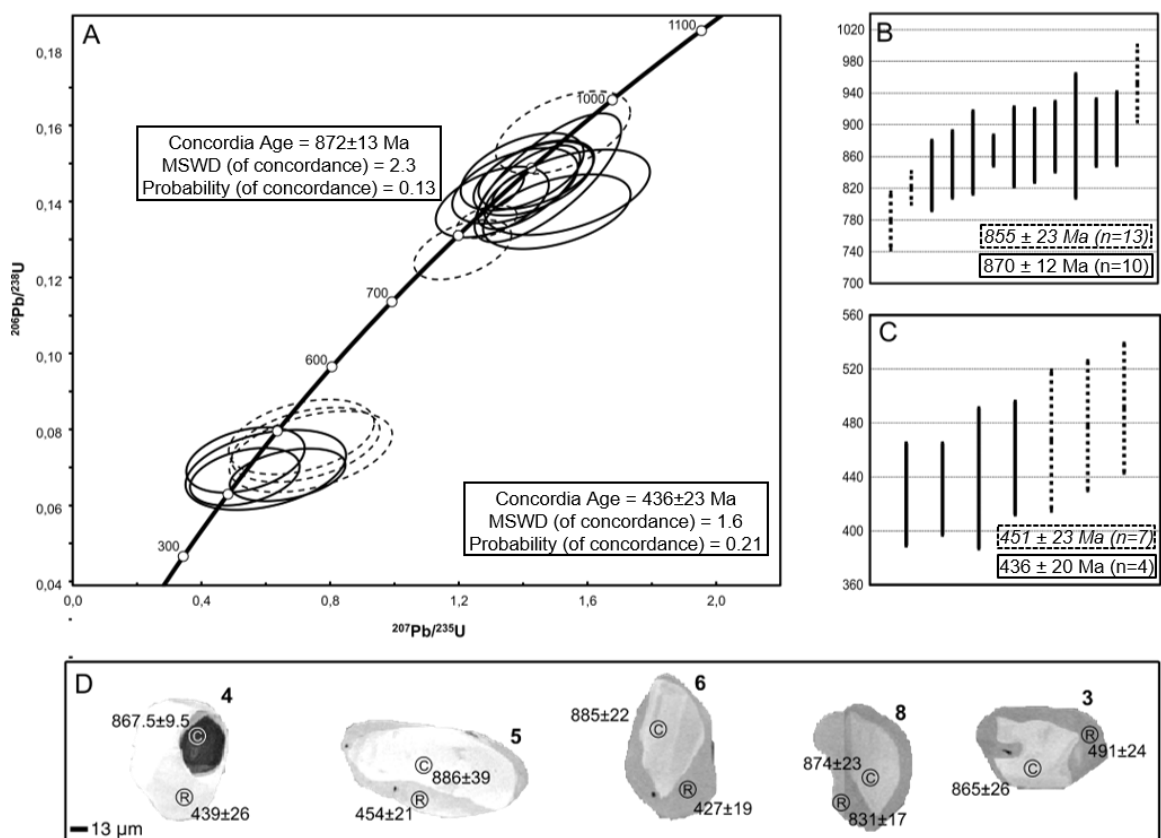 A
0,18
0,16
0,14
0,12
0,10
0,08
0,06
0,04
206Pb/238U
0,0
0,4
0,8
1,2
1,6
2,0
207Pb/235U
1100
1000
700
600
300
Concordia Age = 872±13 Ma
MSWD (of concordance) = 2.3
Probability (of concordance) = 0.13
Concordia Age = 436±23 Ma
MSWD (of concordance) = 1.6
Probability (of concordance) = 0.21
B
1020
980
940
900
860
820
780
740
700
855 ± 23 Ma (n=13)
870 ± 12 Ma (n=10)
C
560
520
480
440
400
360
451 ± 23 Ma (n=7)
436 ± 20 Ma (n=4)
D
4
867.5±9.5
C
R
439±26
5
C
886±39
R
454±21
6
885±22
C
R
427±19
8
874±23
C
R
831±17
3
R
491±24
C
865±26
13 µm